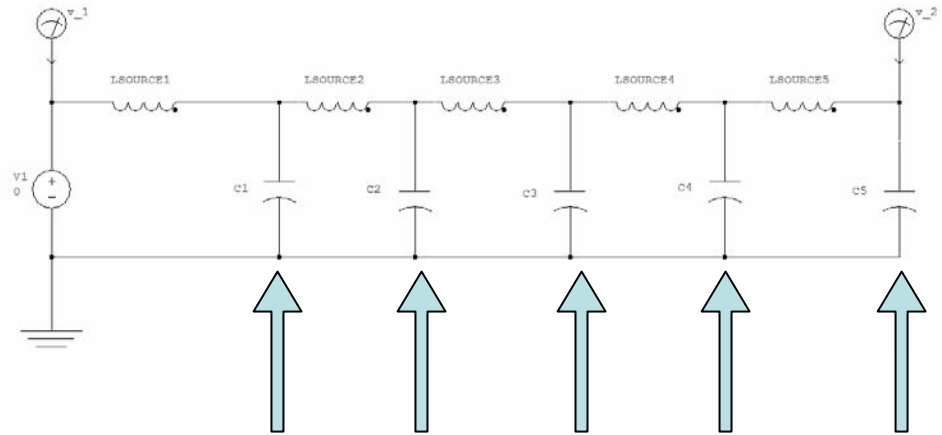 v_1
v_2
LSOURCE1
LSOURCE2
LSOURCE3
LSOURCE4
LSOURCE5
V1
0
C1
C2
C3
C4
C5